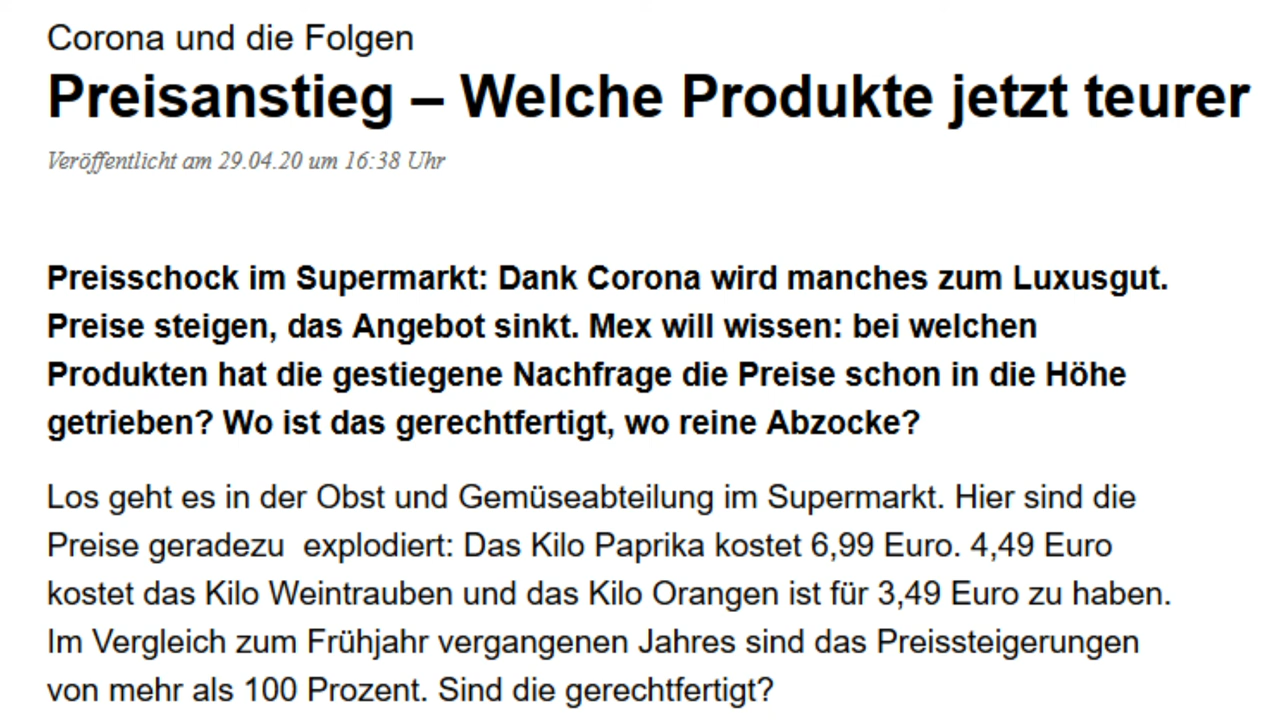 Corona und die Folgen
Preisanstieg – Welche Produkte jetzt teurer
Veröffentlicht am 29.04.20 um 16:38 Uhr
Preisschock im Supermarkt: Dank Corona wird manches zum Luxusgut.
Preise steigen, das Angebot sinkt. Mex will wissen: bei welchen
Produkten hat die gestiegene Nachfrage die Preise schon in die Höhe
getrieben? Wo ist das gerechtfertigt, wo reine Abzocke?
Los geht es in der Obst und Gemüseabteilung im Supermarkt. Hier sind die
Preise geradezu  explodiert: Das Kilo Paprika kostet 6,99 Euro. 4,49 Euro
kostet das Kilo Weintrauben und das Kilo Orangen ist für 3,49 Euro zu haben.
Im Vergleich zum Frühjahr vergangenen Jahres sind das Preissteigerungen
von mehr als 100 Prozent. Sind die gerechtfertigt?